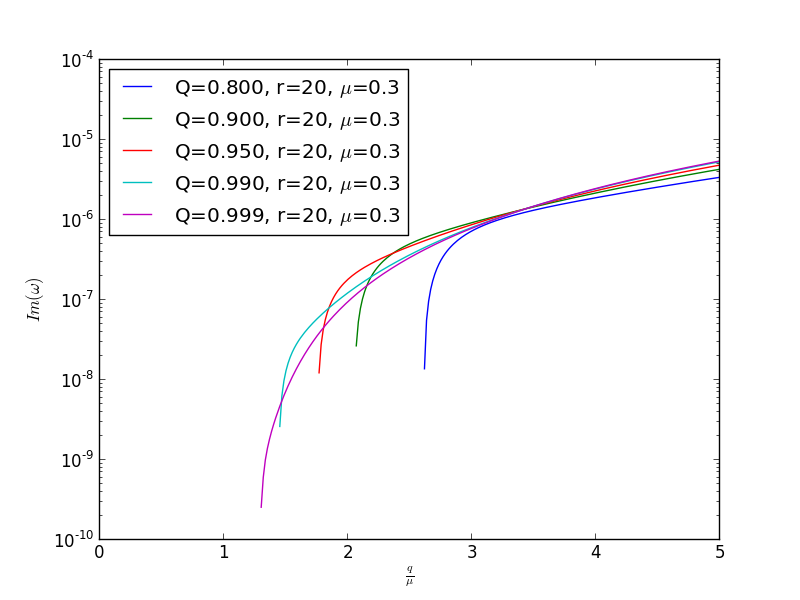 10^-4
10^-5
10^-6
10^-7
10^-8
10^-9
10^-10
Im(ω)
Q=0.800, r=20, μ=0.3
Q=0.900, r=20, μ=0.3
Q=0.950, r=20, μ=0.3
Q=0.990, r=20, μ=0.3
Q=0.999, r=20, μ=0.3
0 1 2 3 4 5
q/μ